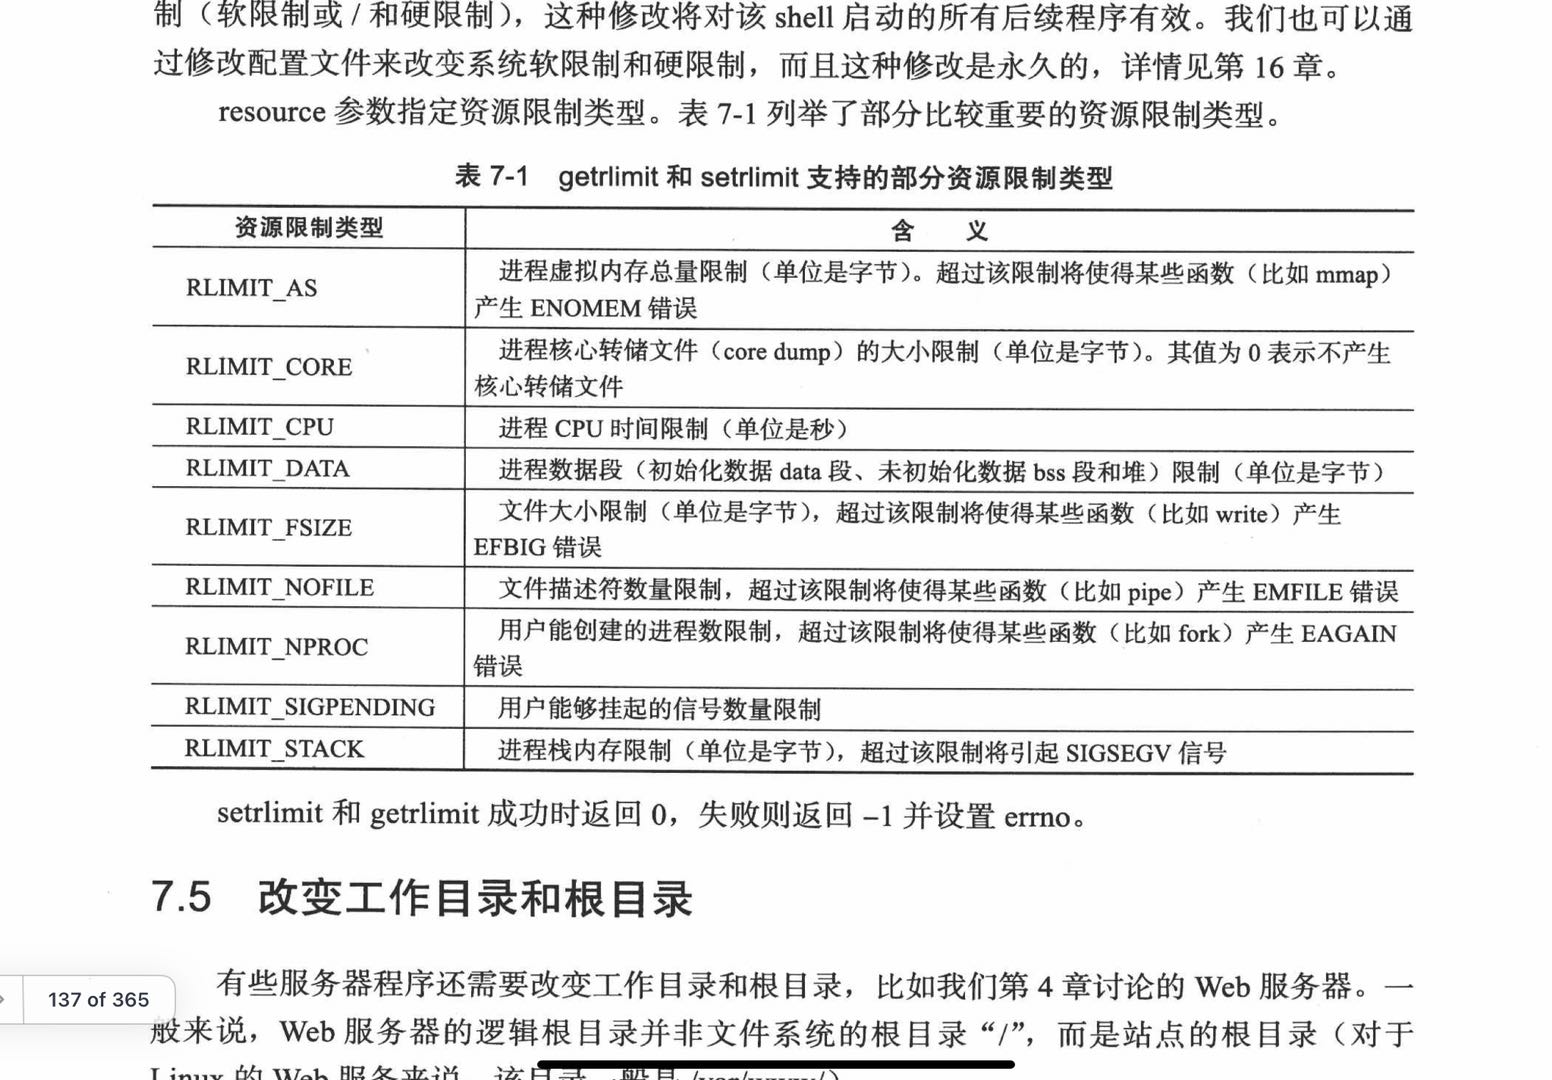 制（软限制或 / 和硬限制），这种修改将对该 shell 启动的所有后续程序有效。我们也可以通
过修改配置文件来改变系统软限制和硬限制，而且这种修改是永久的，详情见第 16 章。
resource 参数指定资源限制类型。表 7-1 列举了部分比较重要的资源限制类型。
表 7-1 getrlimit 和 setrlimit 支持的部分资源限制类型
资源限制类型 含 义
RLIMIT_AS 进程虚拟内存总量限制（单位是字节）。超过该限制将使得某些函数（比如 mmap）
产生 ENOMEM 错误
RLIMIT_CORE 进程核心转储文件（core dump）的大小限制（单位是字节）。其值为 0 表示不产生
核心转储文件
RLIMIT_CPU 进程 CPU 时间限制（单位是秒）
RLIMIT_DATA 进程数据段（初始化数据 data 段、未初始化数据 bss 段和堆）限制（单位是字节）
RLIMIT_FSIZE 文件大小限制（单位是字节），超过该限制将使得某些函数（比如 write）产生
EFBIG 错误
RLIMIT_NOFILE 文件描述符数量限制，超过该限制将使得某些函数（比如 pipe）产生 EMFILE 错误
RLIMIT_NPROC 用户能创建的进程数限制，超过该限制将使得某些函数（比如 fork）产生 EAGAIN
错误
RLIMIT_SIGPENDING 用户能够挂起的信号数量限制
RLIMIT_STACK 进程栈内存限制（单位是字节），超过该限制将引起 SIGSEGV 信号
setrlimit 和 getrlimit 成功时返回 0，失败则返回 –1 并设置 errno。
7.5 改变工作目录和根目录
有些服务器程序还需要改变工作目录和根目录，比如我们第 4 章讨论的 Web 服务器。一
137 of 365
般来说，Web 服务器的逻辑根目录并非文件系统的根目录“/”，而是站点的根目录（对于
Linux 的 Web 服务来说，该目录一般是 /var/www/）